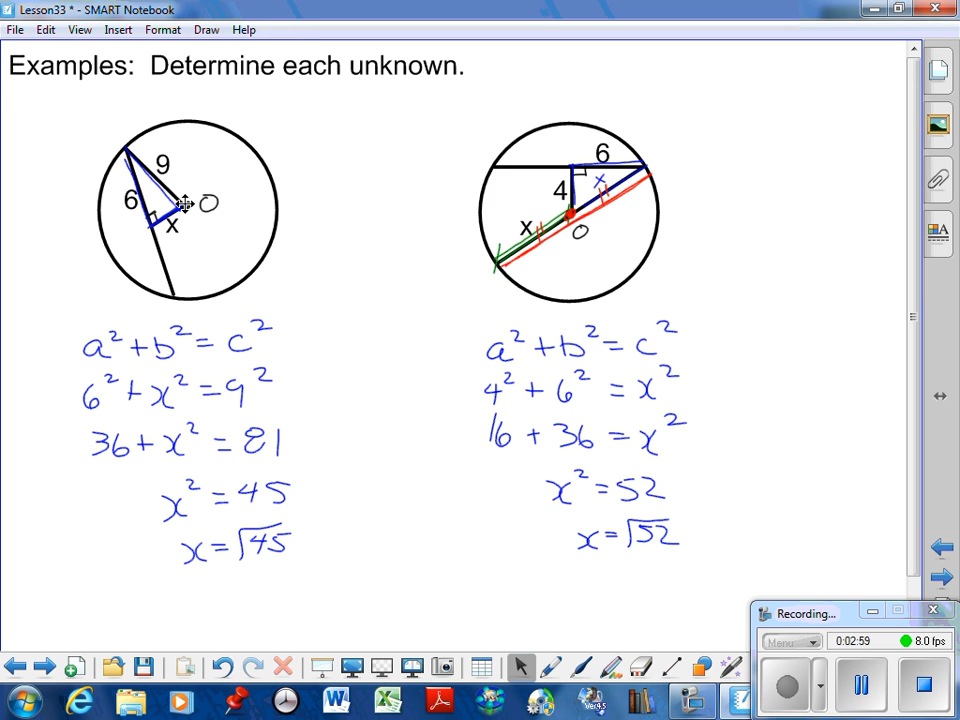 Lesson33 * - SMART Notebook
File Edit View Insert Format Draw Help
Examples: Determine each unknown.
9
6
x
O
6
4
x
x
O
a² + b² = c²
6² + x² = 9²
36 + x² = 81
x² = 45
x = √45
a² + b² = c²
4² + 6² = x²
16 + 36 = x²
x² = 52
x = √52
Recording...
Menu
0:02:59
8.0 fps
Ver4.5